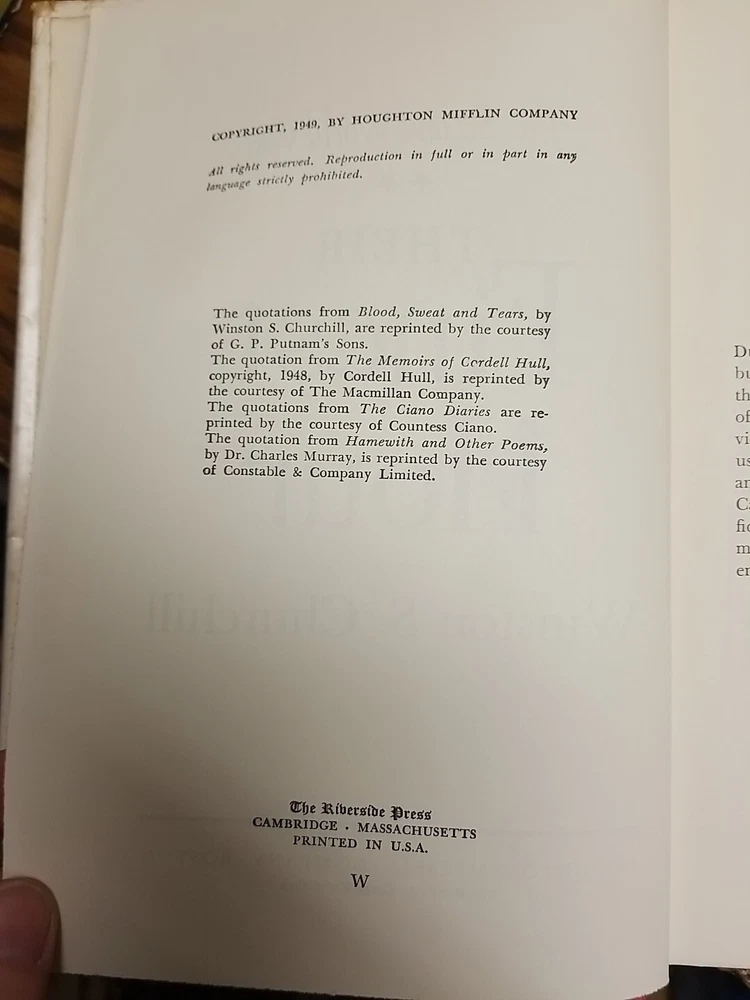 COPYRIGHT, 1949, BY HOUGHTON MIFFLIN COMPANY
All rights reserved. Reproduction in full or in part in any
language strictly prohibited.
The quotations from Blood, Sweat and Tears, by
Winston S. Churchill, are reprinted by the courtesy
of G. P. Putnam's Sons.
The quotation from The Memoirs of Cordell Hull,
copyright, 1948, by Cordell Hull, is reprinted by
the courtesy of The Macmillan Company.
The quotations from The Ciano Diaries are re-
printed by the courtesy of Countess Ciano.
The quotation from Hamewith and Other Poems,
by Dr. Charles Murray, is reprinted by the courtesy
of Constable & Company Limited.
The Riverside Press
CAMBRIDGE · MASSACHUSETTS
PRINTED IN U.S.A.
W